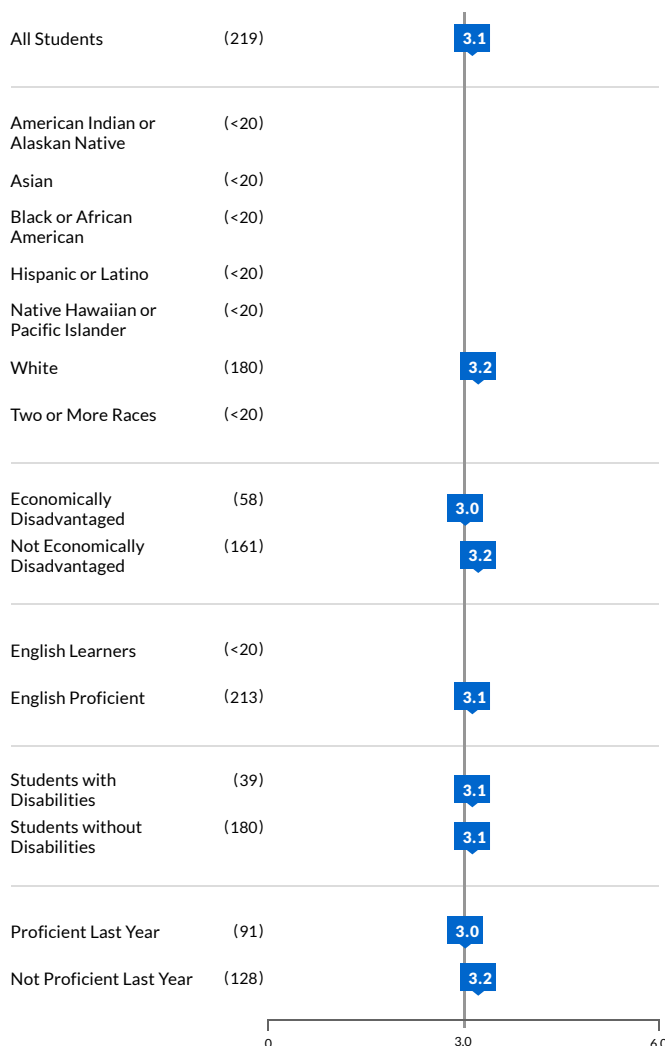 All Students (219) 3.1
American Indian or (<20)
Alaskan Native
Asian (<20)
Black or African (<20)
American
Hispanic or Latino (<20)
Native Hawaiian or (<20)
Pacific Islander
White (180) 3.2
Two or More Races (<20)
Economically (58) 3.0
Disadvantaged
Not Economically (161) 3.2
Disadvantaged
English Learners (<20)
English Proficient (213) 3.1
Students with (39) 3.1
Disabilities
Students without (180) 3.1
Disabilities
Proficient Last Year (91) 3.0
Not Proficient Last Year (128) 3.2
0 3.0 6.0